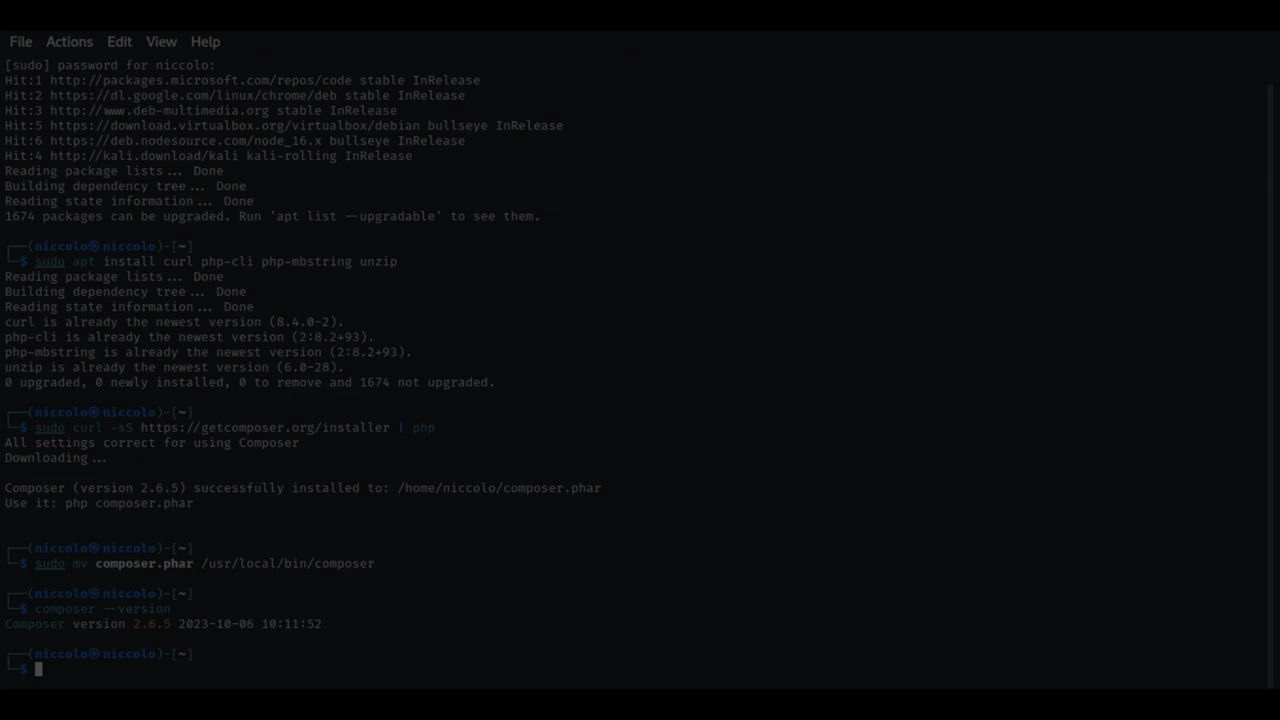 File Actions Edit View Help
[sudo] password for niccolo:
Hit:1 http://packages.microsoft.com/repos/code stable InRelease
Hit:2 https://dl.google.com/linux/chrome/deb stable InRelease
Hit:3 http://www.deb-multimedia.org stable InRelease
Hit:5 https://download.virtualbox.org/virtualbox/debian bullseye InRelease
Hit:6 https://deb.nodesource.com/node_16.x bullseye InRelease
Hit:4 http://kali.download/kali kali-rolling InRelease
Reading package lists... Done
Building dependency tree... Done
Reading state information... Done
1674 packages can be upgraded. Run 'apt list --upgradable' to see them.
┌──(niccolo㉿niccolo)-[~]
└─$ sudo apt install curl php-cli php-mbstring unzip
Reading package lists... Done
Building dependency tree... Done
Reading state information... Done
curl is already the newest version (8.4.0-2).
php-cli is already the newest version (2:8.2+93).
php-mbstring is already the newest version (2:8.2+93).
unzip is already the newest version (6.0-28).
0 upgraded, 0 newly installed, 0 to remove and 1674 not upgraded.
┌──(niccolo㉿niccolo)-[~]
└─$ sudo curl -sS https://getcomposer.org/installer | php
All settings correct for using Composer
Downloading...
Composer (version 2.6.5) successfully installed to: /home/niccolo/composer.phar
Use it: php composer.phar
┌──(niccolo㉿niccolo)-[~]
└─$ sudo mv composer.phar /usr/local/bin/composer
┌──(niccolo㉿niccolo)-[~]
└─$ composer --version
Composer version 2.6.5 2023-10-06 10:11:52
┌──(niccolo㉿niccolo)-[~]
└─$